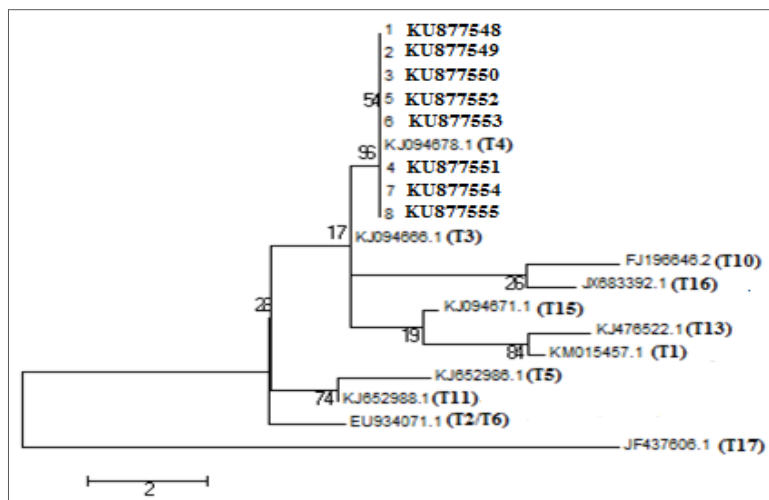 1 KU877548
2 KU877549
3 KU877550
54 5 KU877552
6 KU877553
KJ094678.1 (T4)
96
4 KU877551
7 KU877554
8 KU877555
17 KJ094666.1 (T3)
FJ196646.2 (T10)
26 JX683392.1 (T16)
28 KJ094671.1 (T15)
19 KJ476522.1 (T13)
84 KM015457.1 (T1)
KJ652986.1 (T5)
74 KJ652988.1 (T11)
EU934071.1 (T2/T6)
JF437606.1 (T17)
2